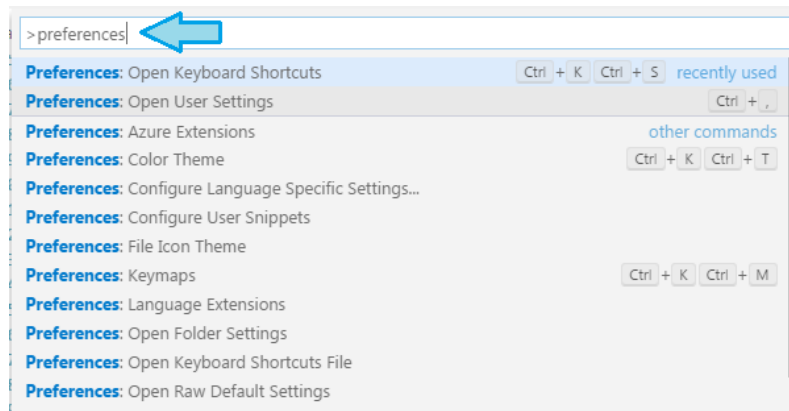 >preferences
Preferences: Open Keyboard Shortcuts Ctrl + K Ctrl + S recently used
Preferences: Open User Settings Ctrl + ,
Preferences: Azure Extensions other commands
Preferences: Color Theme Ctrl + K Ctrl + T
Preferences: Configure Language Specific Settings...
Preferences: Configure User Snippets
Preferences: File Icon Theme
Preferences: Keymaps Ctrl + K Ctrl + M
Preferences: Language Extensions
Preferences: Open Folder Settings
Preferences: Open Keyboard Shortcuts File
Preferences: Open Raw Default Settings